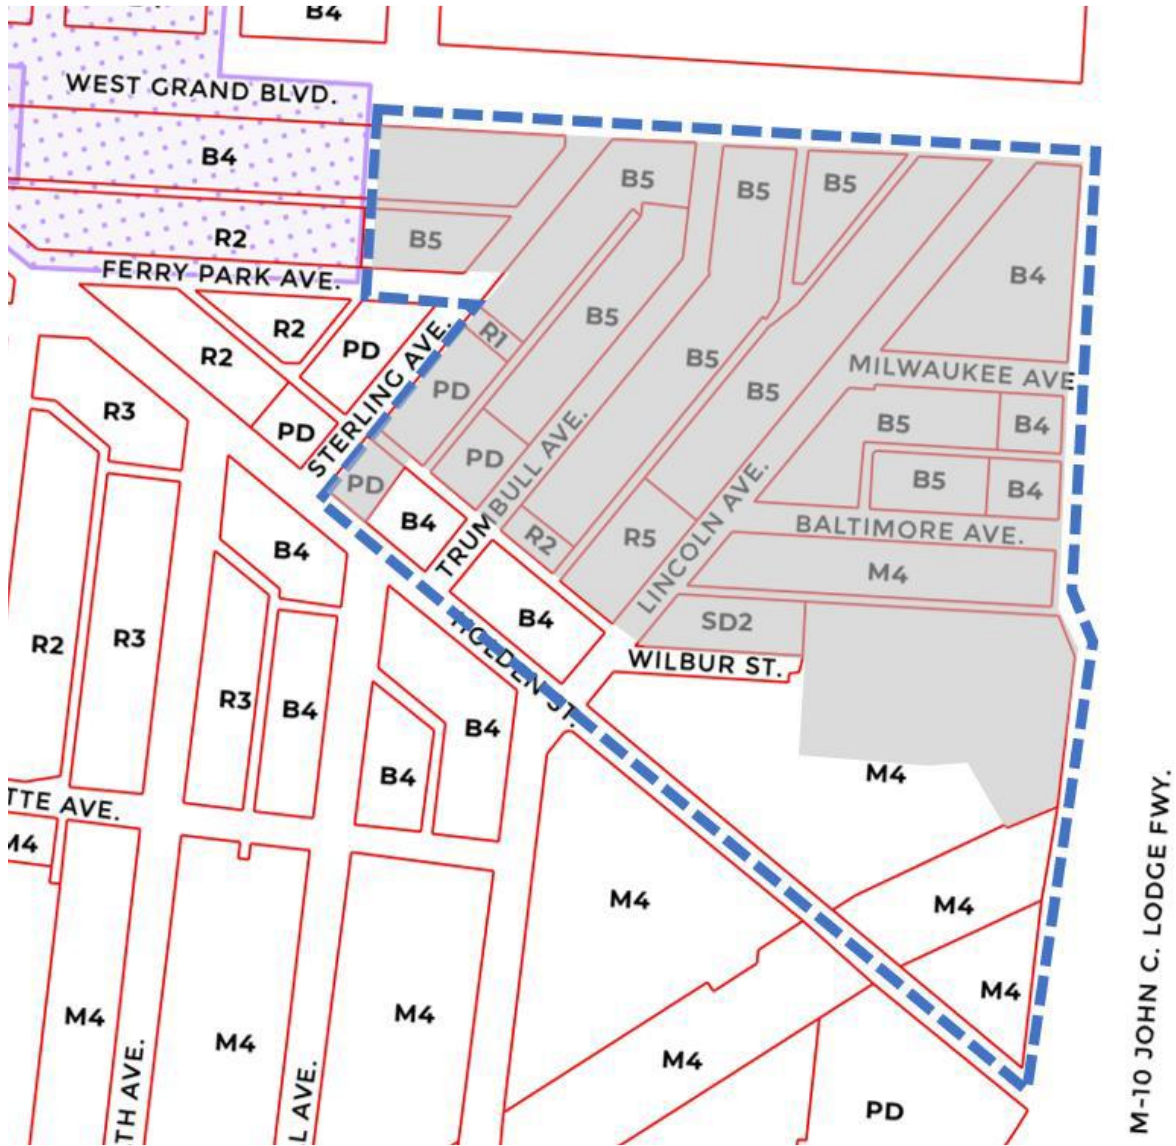 B4
WEST GRAND BLVD.
B4
B5
B5
B5
R2
B5
B4
FERRY PARK AVE.
R2
R1
B5
R2
PD
STERLING AVE.
PD
B5
B5
MILWAUKEE AVE
R3
PD
B5
B4
PD
PD
TRUMBULL AVE.
B5
B4
B4
R2
R5
LINCOLN AVE.
BALTIMORE AVE.
B4
M4
R2
R3
B4
HOLDEN ST.
SD2
WILBUR ST.
R3
B4
B4
B4
M4
TTE AVE.
M4
M4
M4
M4
M4
M4
M4
M4
M4
PD
TH AVE.
L AVE.
M-10 JOHN C. LODGE FWY.